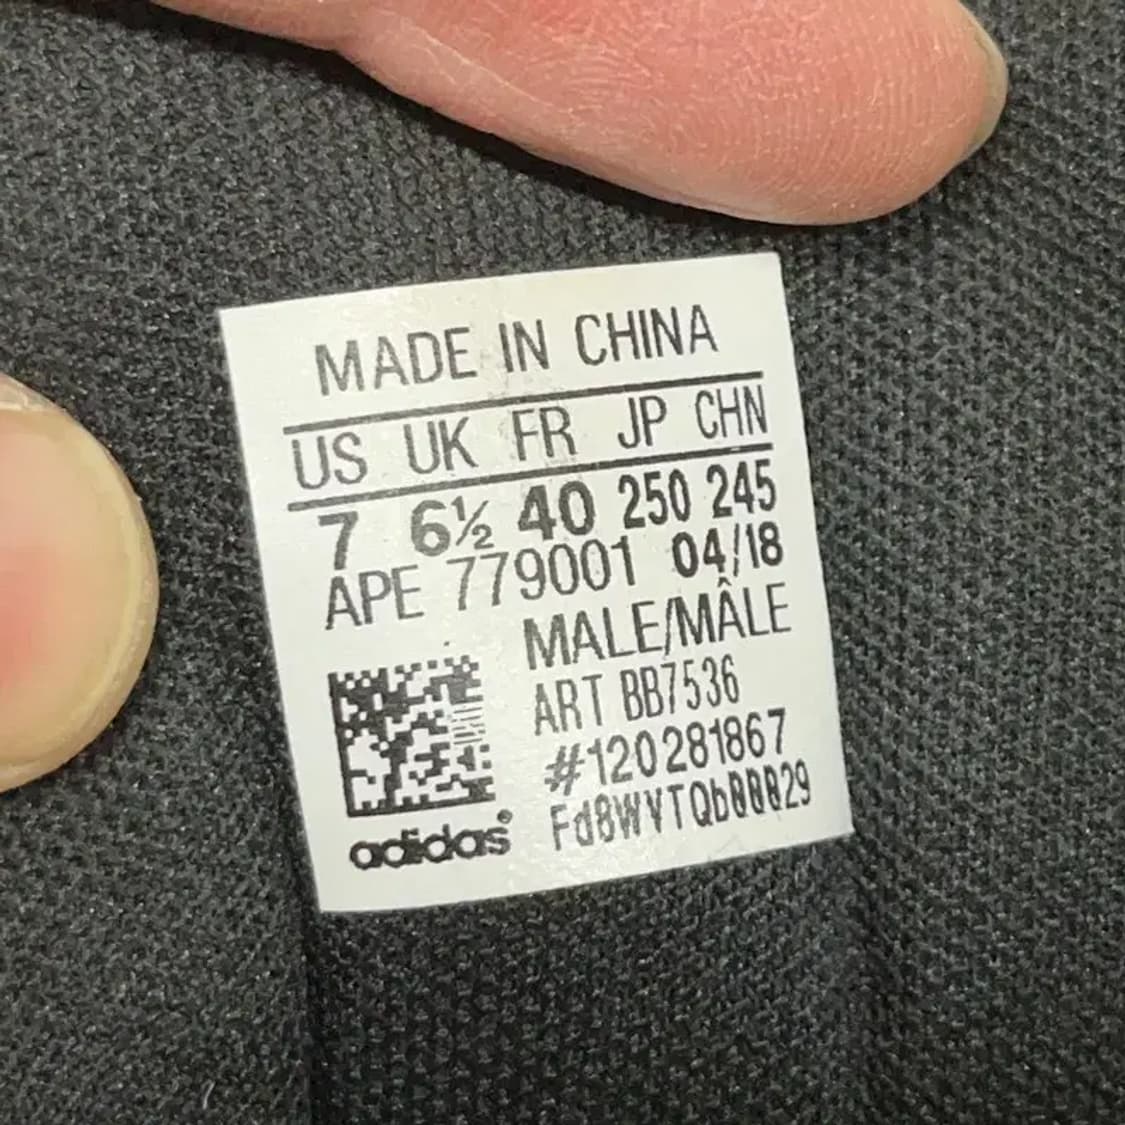 MADE IN CHINA
US UK FR JP CHN
7 6½ 40 250 245
APE 779001 04/18
MALE/MÂLE
ART BB7536
#120281867
Fd8WVTQb00029
adidas®